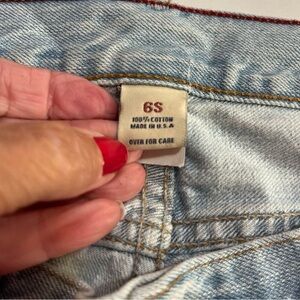 6S
100% COTTON
MADE IN U.S.A
OVER FOR CARE